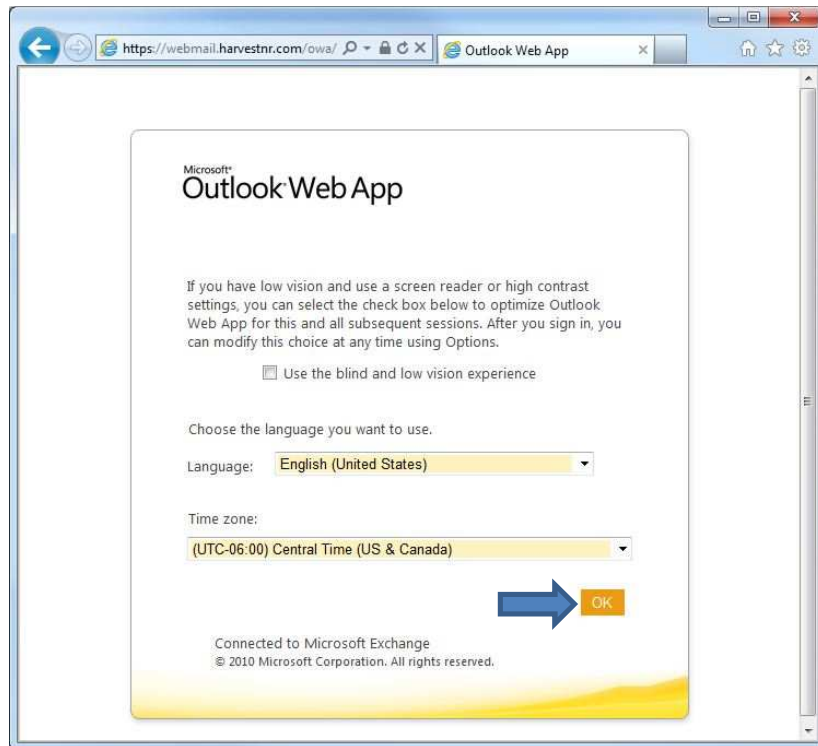 https://webmail.harvestnr.com/owa/
Outlook Web App
Microsoft®
Outlook Web App
If you have low vision and use a screen reader or high contrast
settings, you can select the check box below to optimize Outlook
Web App for this and all subsequent sessions. After you sign in, you
can modify this choice at any time using Options.
Use the blind and low vision experience
Choose the language you want to use.
Language: English (United States)
Time zone:
(UTC-06:00) Central Time (US & Canada)
OK
Connected to Microsoft Exchange
© 2010 Microsoft Corporation. All rights reserved.